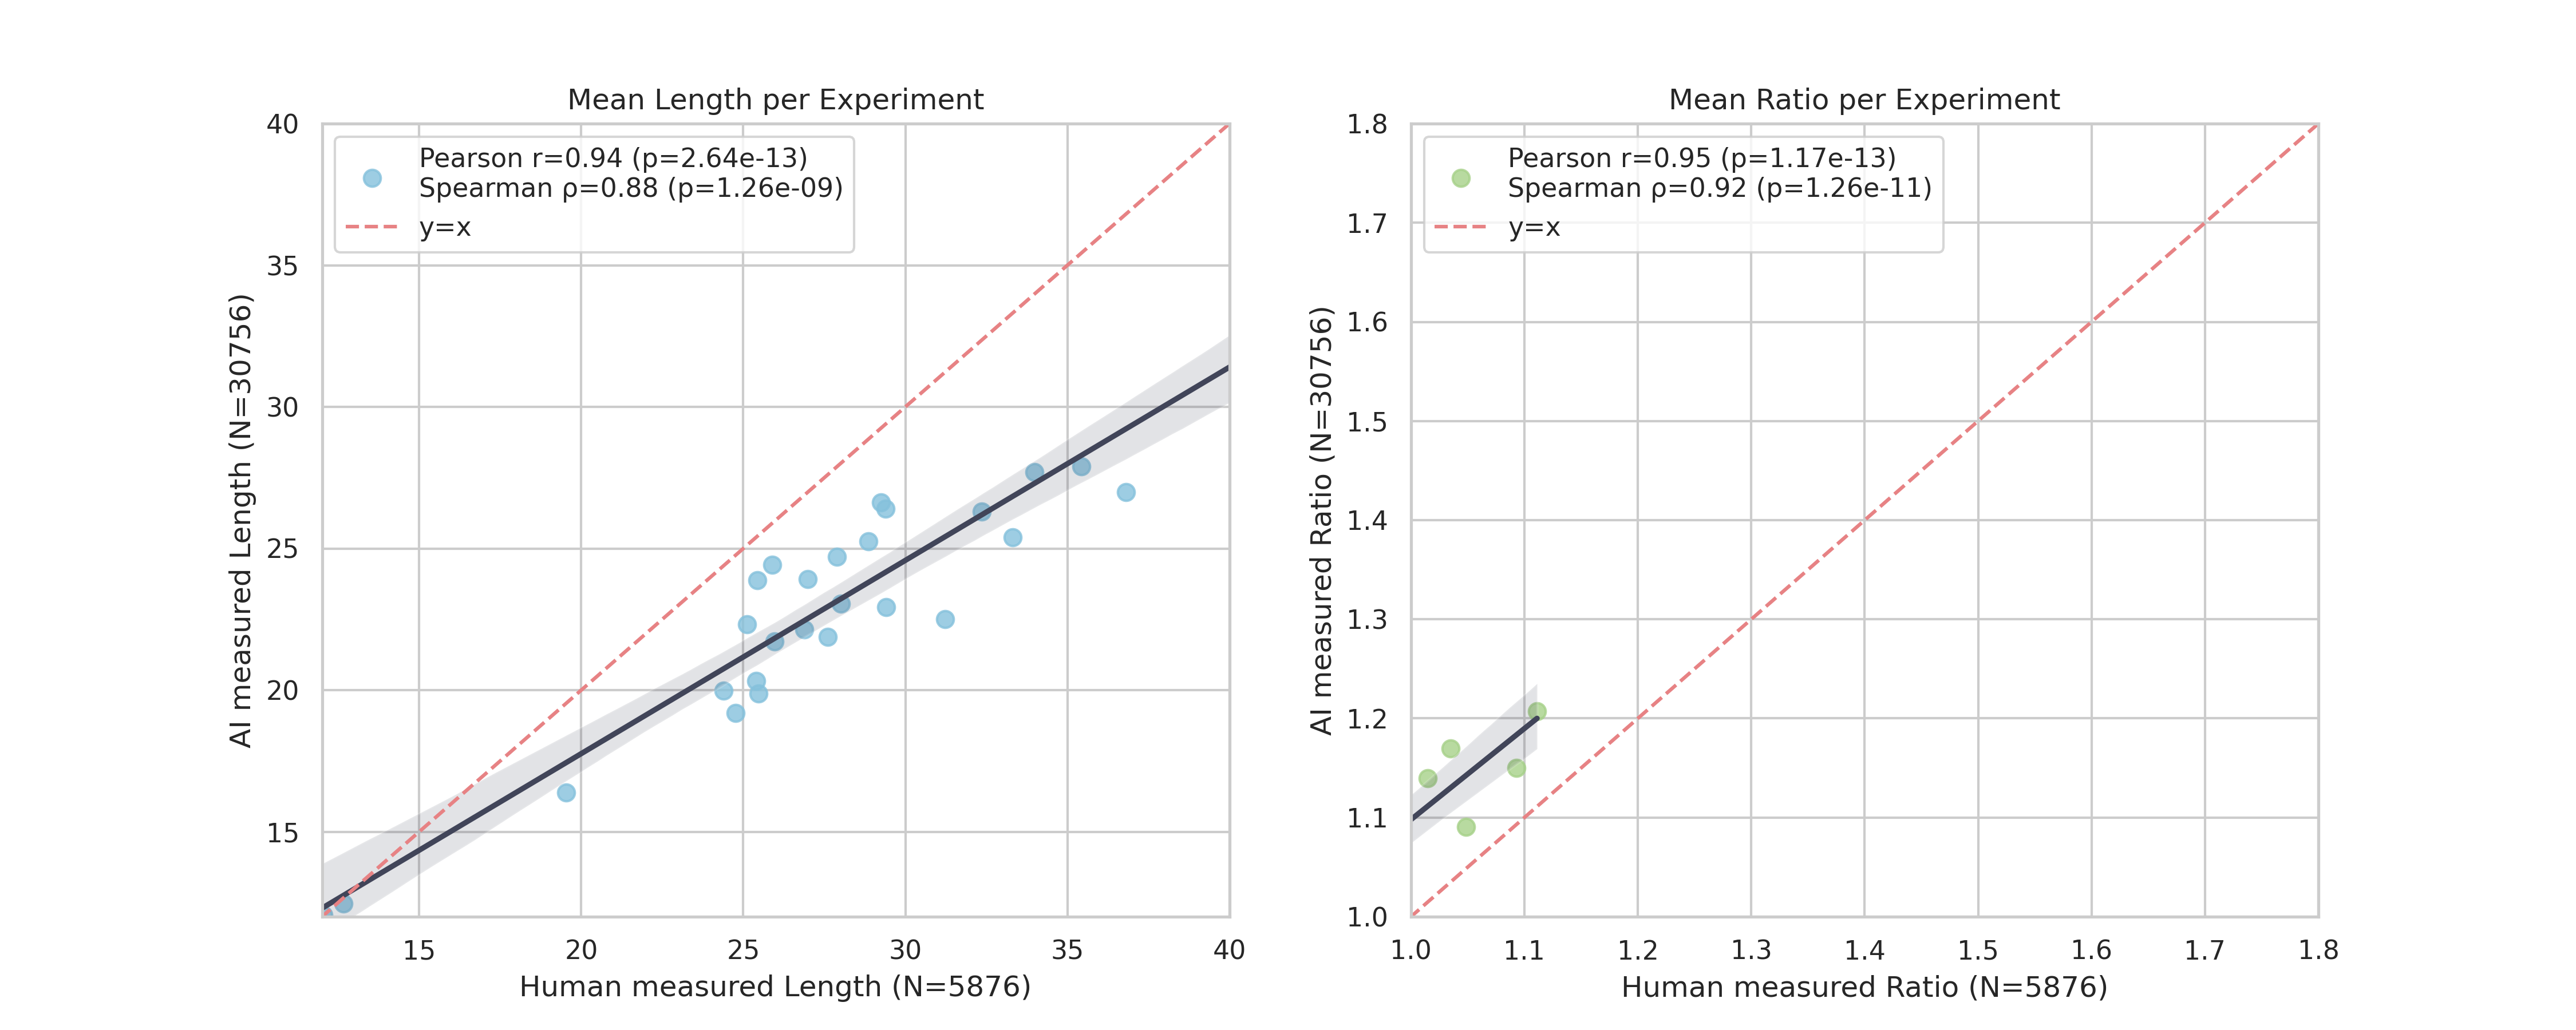 Mean Length per Experiment
Pearson r=0.94 (p=2.64e-13)
Spearman ρ=0.88 (p=1.26e-09)
y=x
AI measured Length (N=30756)
40
35
30
25
20
15
15 20 25 30 35 40
Human measured Length (N=5876)
Mean Ratio per Experiment
Pearson r=0.95 (p=1.17e-13)
Spearman ρ=0.92 (p=1.26e-11)
y=x
AI measured Ratio (N=30756)
1.8
1.7
1.6
1.5
1.4
1.3
1.2
1.1
1.0
1.0 1.1 1.2 1.3 1.4 1.5 1.6 1.7 1.8
Human measured Ratio (N=5876)